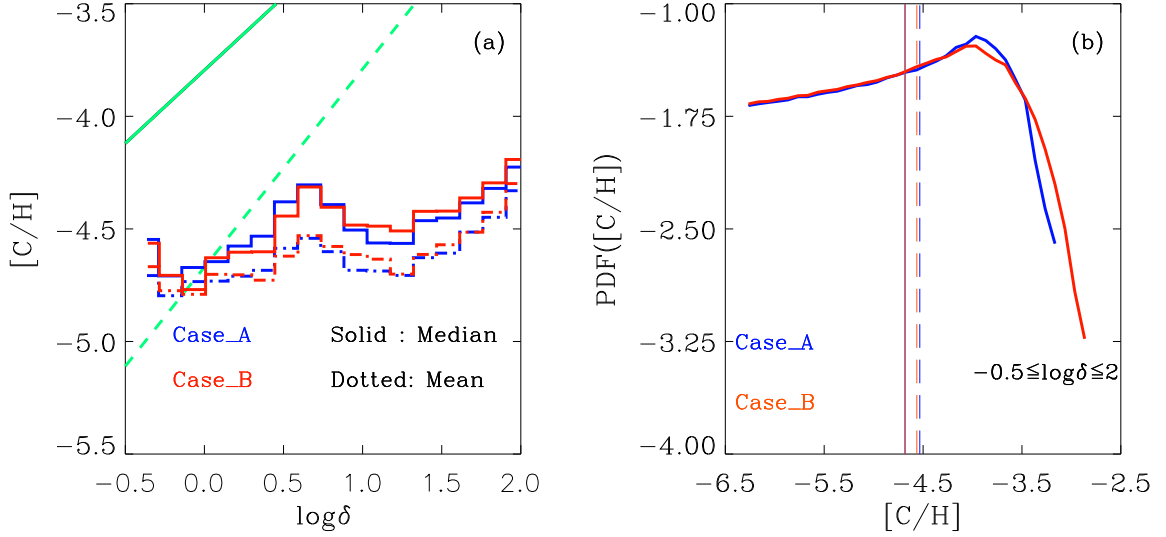 (a)
[C/H]
−3.5
−4.0
−4.5
−5.0
−5.5
Case_A
Solid : Median
Case_B
Dotted: Mean
−0.5 0.0 0.5 1.0 1.5 2.0
logδ
(b)
PDF([C/H])
−1.00
−1.75
−2.50
−3.25
−4.00
Case_A
−0.5≦logδ≦2
Case_B
−6.5 −5.5 −4.5 −3.5 −2.5
[C/H]